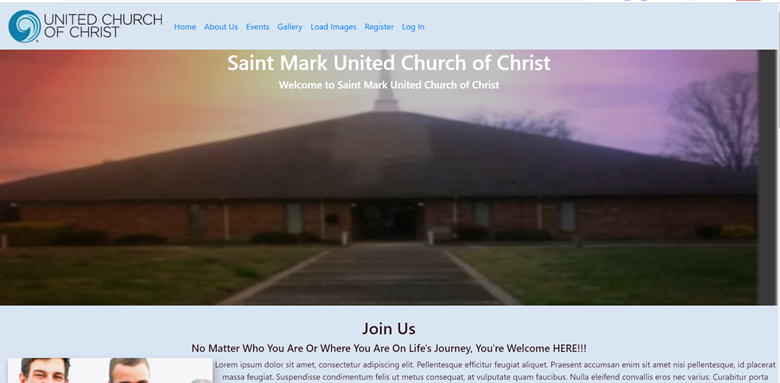 UNITED CHURCH
OF CHRIST
Home About Us Events Gallery Load Images Register Log In
Saint Mark United Church of Christ
Welcome to Saint Mark United Church of Christ
Join Us
No Matter Who You Are Or Where You Are On Life's Journey, You're Welcome HERE!!!
Lorem ipsum dolor sit amet, consectetur adipiscing elit. Pellentesque efficitur feugiat aliquet. Praesent accumsan enim sit amet nisi pellentesque, id placerat
massa feugiat. Suspendisse condimentum felis ut metus consequat, at vulputate quam faucibus. Nulla eleifend convallis eros nec varius. Curabitur porta